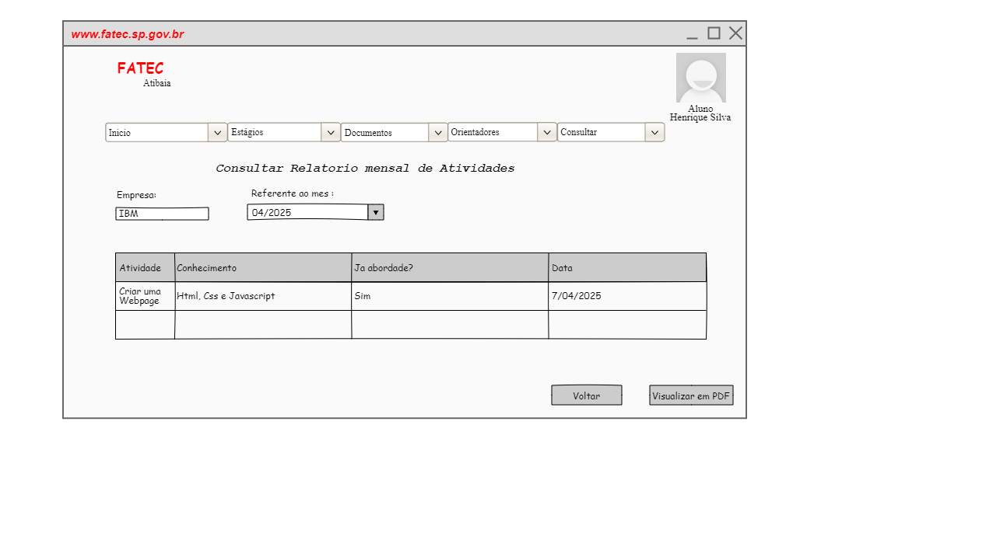 www.fatec.sp.gov.br
FATEC
Atibaia
Aluno
Henrique Silva
Inicio
Estágios
Documentos
Orientadores
Consultar
Consultar Relatorio mensal de Atividades
Empresa:
Referente ao mes :
IBM
04/2025
Atividade
Conhecimento
Ja abordade?
Data
Criar uma
Webpage
Html, Css e Javascript
Sim
7/04/2025
Voltar
Visualizar em PDF